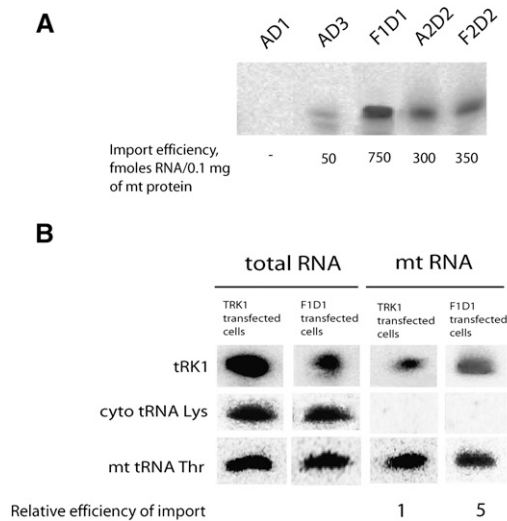 A
AD1 AD3 F1D1 A2D2 F2D2
Import efficiency,
fmoles RNA/0.1 mg
of mt protein
- 50 750 300 350
B
total RNA mt RNA
TRK1 transfected cells F1D1 transfected cells TRK1 transfected cells F1D1 transfected cells
tRK1
cyto tRNA Lys
mt tRNA Thr
Relative efficiency of import 1 5